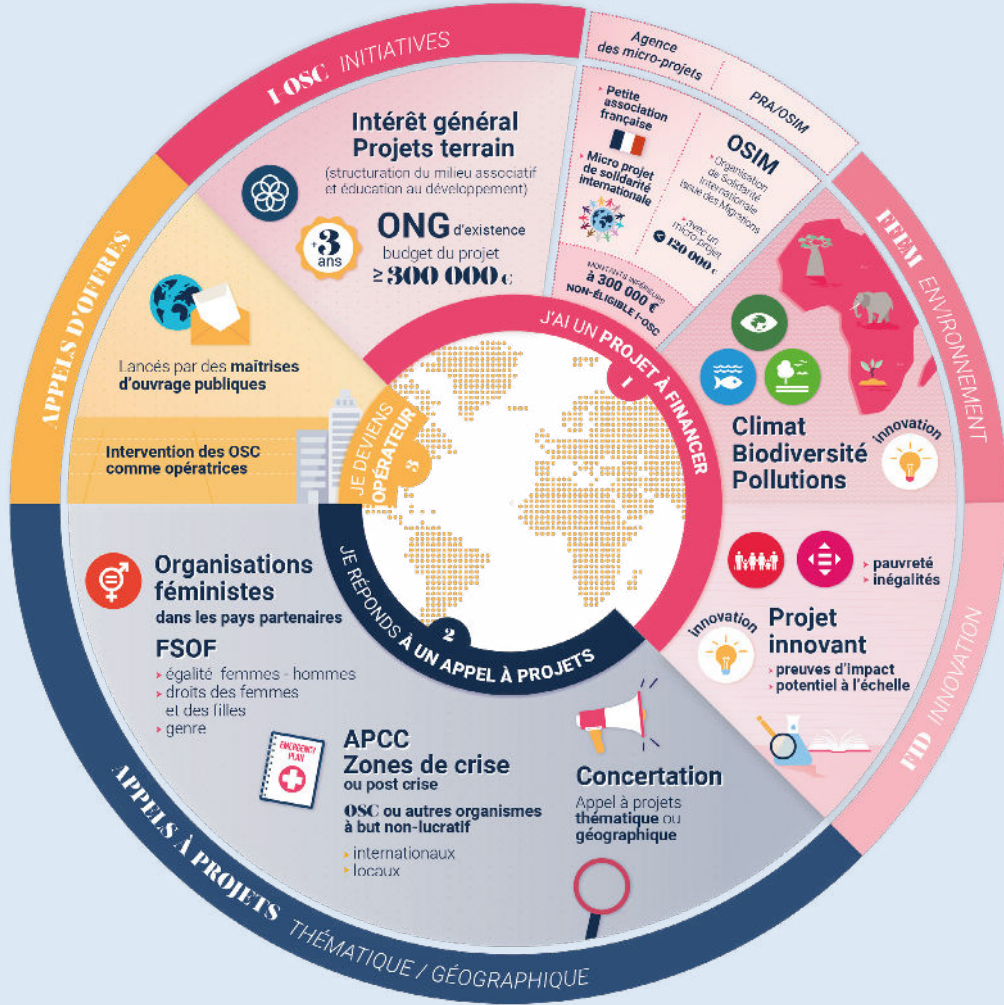 I-OSC INITIATIVES
Intérêt général
Projets terrain
(structuration du milieu associatif
et éducation au développement)
+3
ans
ONG d'existence
budget du projet
≥ 300 000 €
Agence
des micro-projets
› Petite
association
française
› Micro projet
de solidarité
internationale
PRA/OSIM
OSIM
› Organisation
de Solidarité
Internationale
issue des Migrations
› avec un
micro-projet
< 120 000 €
MONTANTS INFÉRIEURS
à 300 000 €
NON-ÉLIGIBLE I-OSC
J'AI UN PROJET À FINANCER
1
FFEM ENVIRONNEMENT
Climat
Biodiversité
Pollutions
innovation
FID INNOVATION
› pauvreté
› inégalités
innovation
Projet
innovant
› preuves d'impact
› potentiel à l'échelle
JE RÉPONDS À UN APPEL À PROJETS
2
APPELS À PROJETS THÉMATIQUE / GÉOGRAPHIQUE
Organisations
féministes
dans les pays partenaires
FSOF
› égalité femmes - hommes
› droits des femmes
et des filles
› genre
EMERGENCY
PLAN
APCC
Zones de crise
ou post crise
OSC ou autres organismes
à but non-lucratif
› internationaux
› locaux
Concertation
Appel à projets
thématique ou
géographique
JE DEVIENS
OPÉRATEUR
3
APPELS D'OFFRES
Lancés par des maîtrises
d'ouvrage publiques
Intervention des OSC
comme opératrices